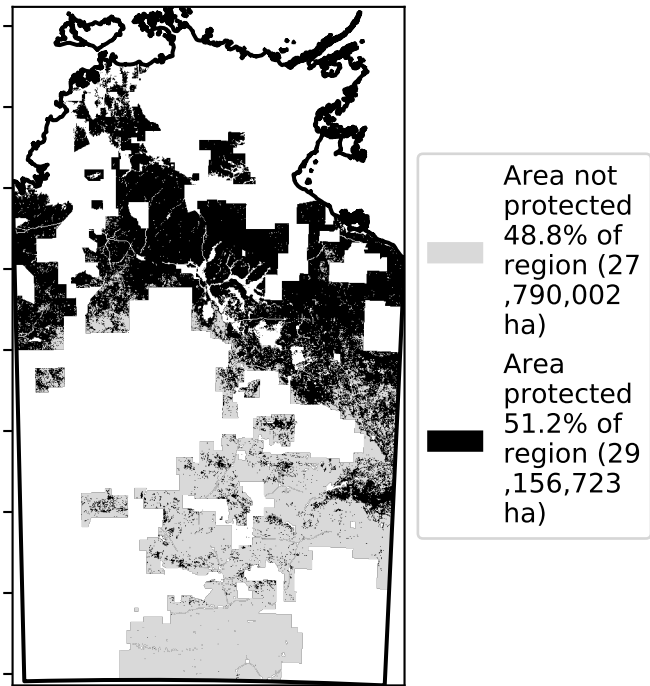 Area not
protected
48.8% of
region (27
,790,002
ha)
Area
protected
51.2% of
region (29
,156,723
ha)